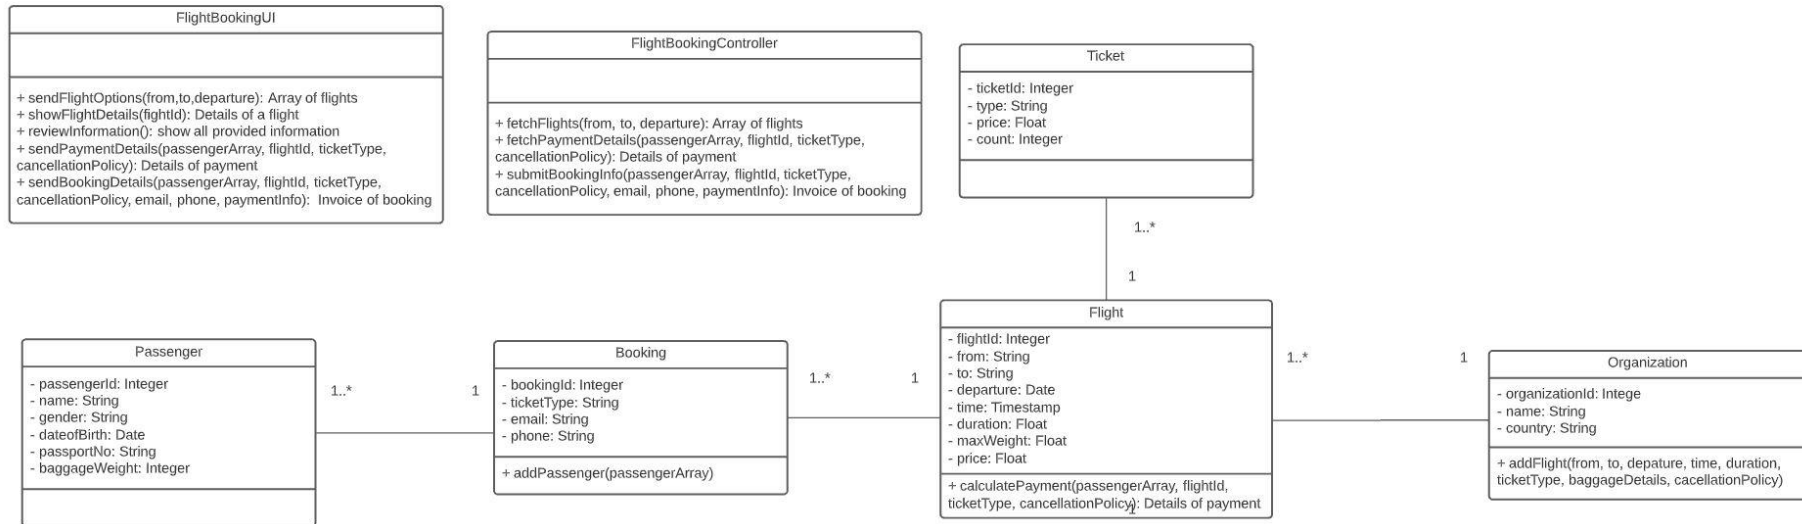 FlightBookingUI
+ sendFlightOptions(from,to,departure): Array of flights
+ showFlightDetails(fightId): Details of a flight
+ reviewInformation(): show all provided information
+ sendPaymentDetails(passengerArray, flightId, ticketType,
cancellationPolicy): Details of payment
+ sendBookingDetails(passengerArray, flightId, ticketType,
cancellationPolicy, email, phone, paymentInfo): Invoice of booking
FlightBookingController
+ fetchFlights(from, to, departure): Array of flights
+ fetchPaymentDetails(passengerArray, flightId, ticketType,
cancellationPolicy): Details of payment
+ submitBookingInfo(passengerArray, flightId, ticketType,
cancellationPolicy, email, phone, paymentInfo): Invoice of booking
Ticket
- ticketId: Integer
- type: String
- price: Float
- count: Integer
1..*
1
Passenger
- passengerId: Integer
- name: String
- gender: String
- dateofBirth: Date
- passportNo: String
- baggageWeight: Integer
1..*
1
Booking
- bookingId: Integer
- ticketType: String
- email: String
- phone: String
+ addPassenger(passengerArray)
1..*
1
Flight
- flightId: Integer
- from: String
- to: String
- departure: Date
- time: Timestamp
- duration: Float
- maxWeight: Float
- price: Float
+ calculatePayment(passengerArray, flightId,
ticketType, cancellationPolicy): Details of payment
1
1..*
1
Organization
- organizationId: Intege
- name: String
- country: String
+ addFlight(from, to, depature, time, duration,
ticketType, baggageDetails, cacellationPolicy)